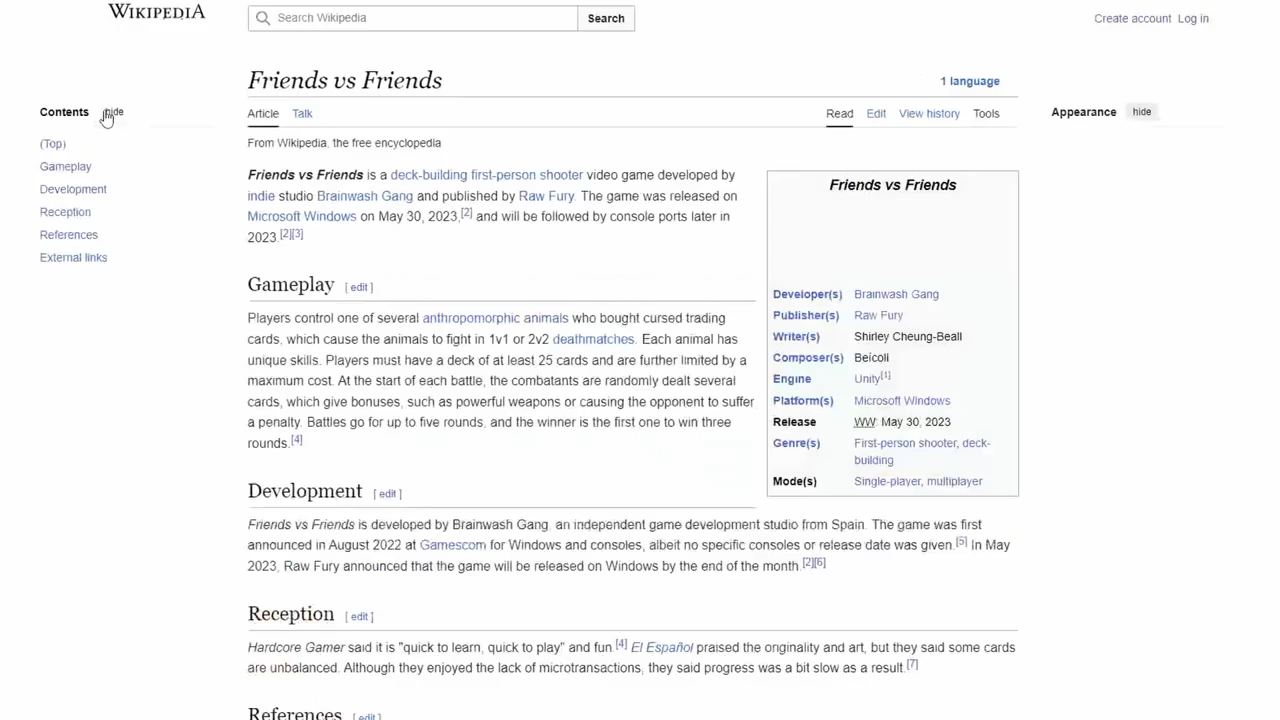 WIKIPEDIA
Search Wikipedia
Search
Create account Log in
Friends vs Friends
1 language
Contents hide
Article Talk
Read Edit View history Tools
Appearance hide
From Wikipedia, the free encyclopedia
(Top)
Gameplay
Development
Reception
References
External links
Friends vs Friends is a deck-building first-person shooter video game developed by
indie studio Brainwash Gang and published by Raw Fury. The game was released on
Microsoft Windows on May 30, 2023,[2] and will be followed by console ports later in
2023.[2][3]
Gameplay [ edit ]
Players control one of several anthropomorphic animals who bought cursed trading
cards, which cause the animals to fight in 1v1 or 2v2 deathmatches. Each animal has
unique skills. Players must have a deck of at least 25 cards and are further limited by a
maximum cost. At the start of each battle, the combatants are randomly dealt several
cards, which give bonuses, such as powerful weapons or causing the opponent to suffer
a penalty. Battles go for up to five rounds, and the winner is the first one to win three
rounds.[4]
Friends vs Friends
Developer(s) Brainwash Gang
Publisher(s) Raw Fury
Writer(s) Shirley Cheung-Beall
Composer(s) Beicoli
Engine Unity[1]
Platform(s) Microsoft Windows
Release WW: May 30, 2023
Genre(s) First-person shooter, deck-
building
Mode(s) Single-player, multiplayer
Development [ edit ]
Friends vs Friends is developed by Brainwash Gang, an independent game development studio from Spain. The game was first
announced in August 2022 at Gamescom for Windows and consoles, albeit no specific consoles or release date was given.[5] In May
2023, Raw Fury announced that the game will be released on Windows by the end of the month.[2][6]
Reception [ edit ]
Hardcore Gamer said it is "quick to learn, quick to play" and fun.[4] El Español praised the originality and art, but they said some cards
are unbalanced. Although they enjoyed the lack of microtransactions, they said progress was a bit slow as a result.[7]
References [ edit ]